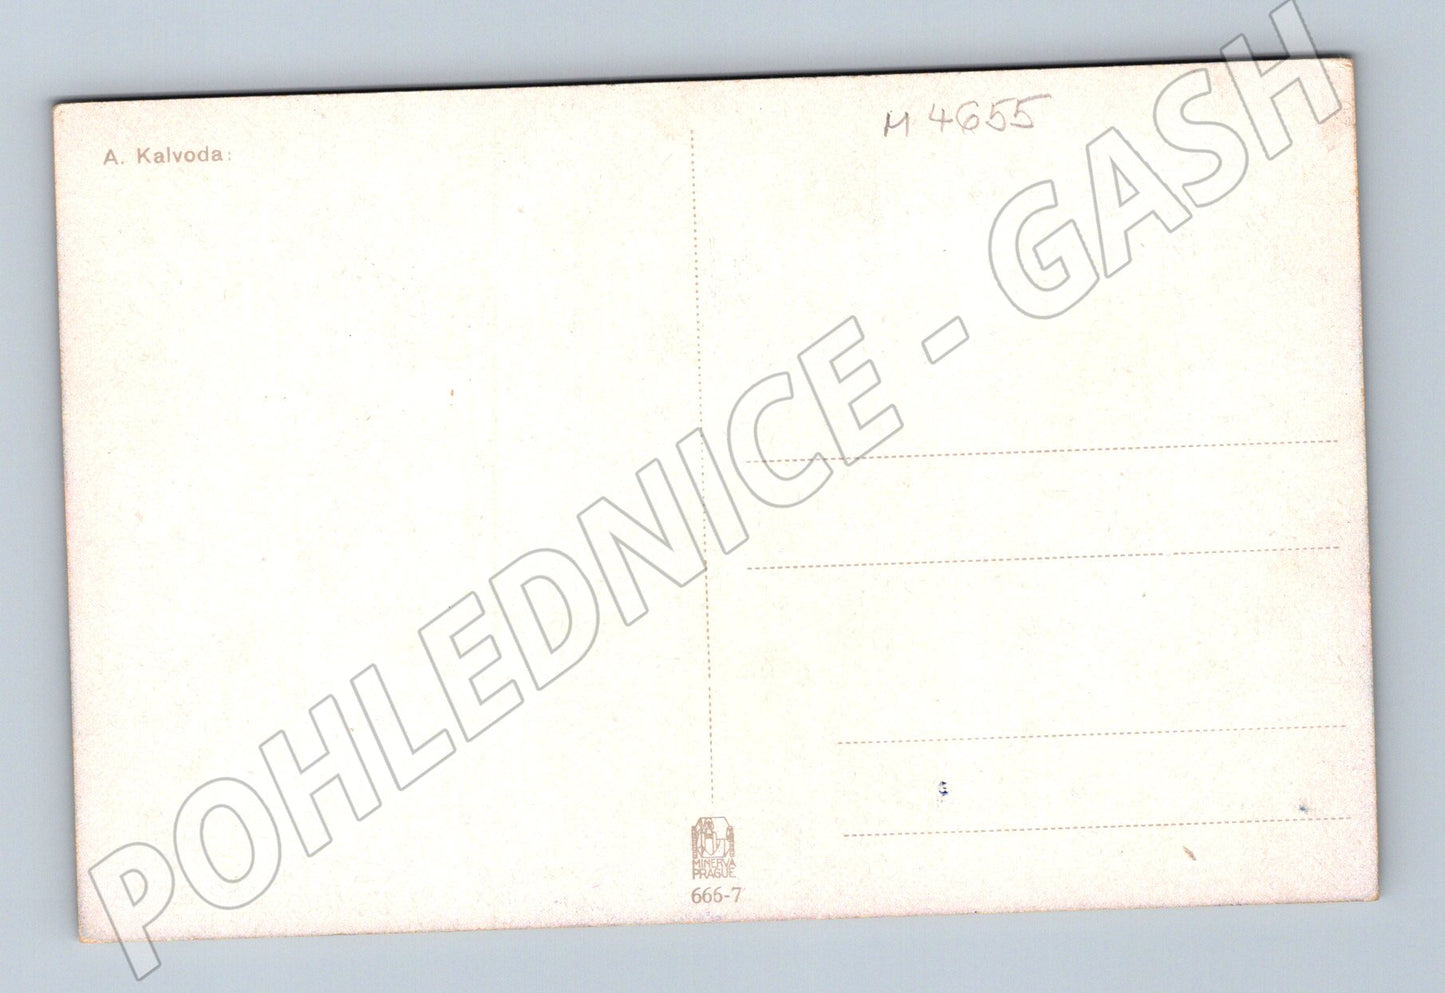 A. Kalvoda:
M 4655
POHLEDNICE - GASH
MINERVA
PRAGUE
666-7